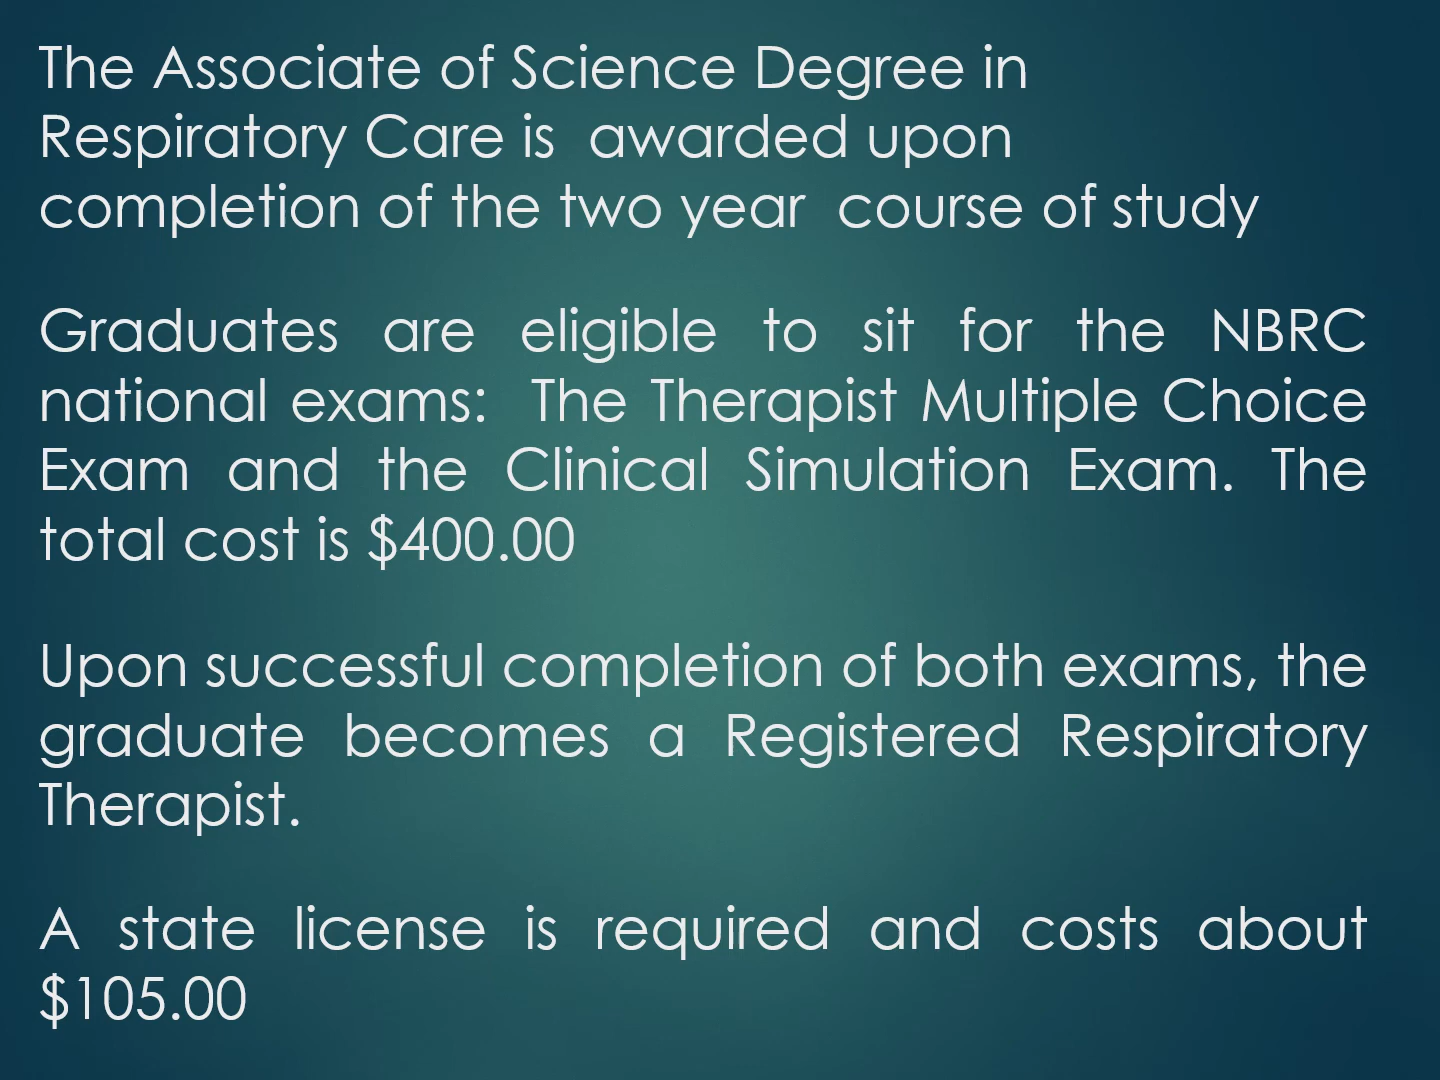 The Associate of Science Degree in
Respiratory Care is  awarded upon
completion of the two year  course of study
Graduates are eligible to sit for the NBRC
national exams:  The Therapist Multiple Choice
Exam and the Clinical Simulation Exam. The
total cost is $400.00
Upon successful completion of both exams, the
graduate becomes a Registered Respiratory
Therapist.
A state license is required and costs about
$105.00